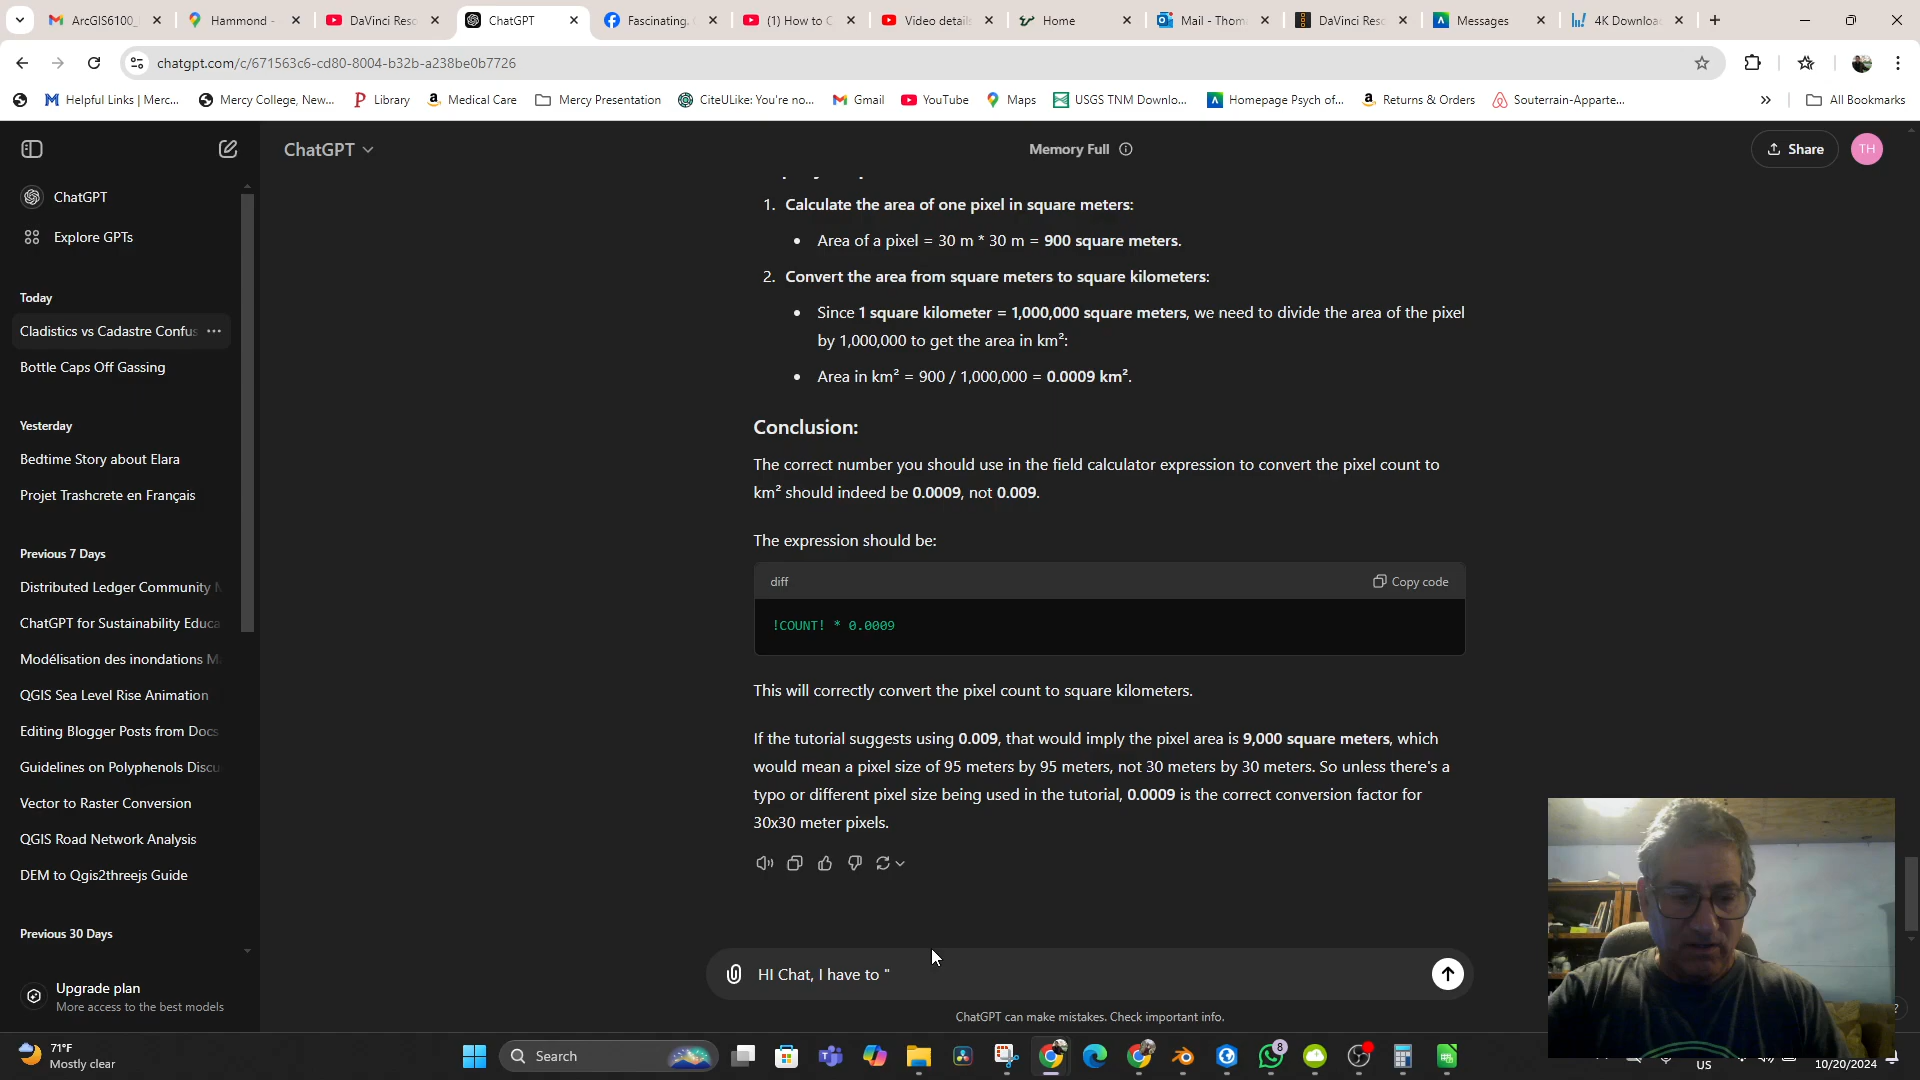 ArcGIS6100_
Hammond -
DaVinci Reso
ChatGPT
Fascinating.
(1) How to C
Video details
Home
Mail - Thom
DaVinci Reso
Messages
4K Downloa
chatgpt.com/c/671563c6-cd80-8004-b32b-a238be0b7726
Helpful Links | Merc...
Mercy College, New...
Library
Medical Care
Mercy Presentation
CiteULike: You're no...
Gmail
YouTube
Maps
USGS TNM Downlo...
Homepage Psych of...
Returns & Orders
Souterrain-Apparte...
»
All Bookmarks
ChatGPT
Memory Full
Share
TH
ChatGPT
Explore GPTs
Today
Cladistics vs Cadastre Confus ...
Bottle Caps Off Gassing
Yesterday
Bedtime Story about Elara
Projet Trashcrete en Français
Previous 7 Days
Distributed Ledger Community
ChatGPT for Sustainability Educa
Modélisation des inondations M
QGIS Sea Level Rise Animation
Editing Blogger Posts from Docs
Guidelines on Polyphenols Discu
Vector to Raster Conversion
QGIS Road Network Analysis
DEM to Qgis2threejs Guide
Previous 30 Days
Upgrade plan
More access to the best models
1. Calculate the area of one pixel in square meters:
• Area of a pixel = 30 m * 30 m = 900 square meters.
2. Convert the area from square meters to square kilometers:
• Since 1 square kilometer = 1,000,000 square meters, we need to divide the area of the pixel
by 1,000,000 to get the area in km²:
• Area in km² = 900 / 1,000,000 = 0.0009 km².
Conclusion:
The correct number you should use in the field calculator expression to convert the pixel count to
km² should indeed be 0.0009, not 0.009.
The expression should be:
diff
Copy code
!COUNT! * 0.0009
This will correctly convert the pixel count to square kilometers.
If the tutorial suggests using 0.009, that would imply the pixel area is 9,000 square meters, which
would mean a pixel size of 95 meters by 95 meters, not 30 meters by 30 meters. So unless there's a
typo or different pixel size being used in the tutorial, 0.0009 is the correct conversion factor for
30x30 meter pixels.
HI Chat, I have to "
ChatGPT can make mistakes. Check important info.
?
71°F
Mostly clear
Search
8
US
10/20/2024